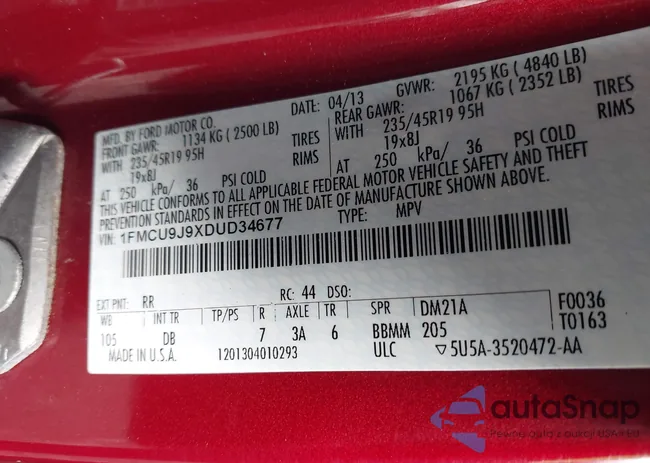 MFD. BY FORD MOTOR CO.
DATE: 04/13 GVWR: 2195 KG ( 4840 LB)
FRONT GAWR: 1134 KG ( 2500 LB) REAR GAWR: 1067 KG ( 2352 LB)
WITH 235/45R19 95H TIRES WITH 235/45R19 95H TIRES
19x8J RIMS 19x8J RIMS
AT 250 kPa/ 36 PSI COLD AT 250 kPa/ 36 PSI COLD
THIS VEHICLE CONFORMS TO ALL APPLICABLE FEDERAL MOTOR VEHICLE SAFETY AND THEFT
PREVENTION STANDARDS IN EFFECT ON THE DATE OF MANUFACTURE SHOWN ABOVE.
VIN: 1FMCU9J9XDUD34677 TYPE: MPV
EXT PNT: RR RC: 44 DSO:
WB INT TR TP/PS R AXLE TR SPR DM21A F0036
105 DB 7 3A 6 BBMM 205 T0163
MADE IN U.S.A. 1201304010293 ULC ▽5U5A-3520472-AA
autaSnap